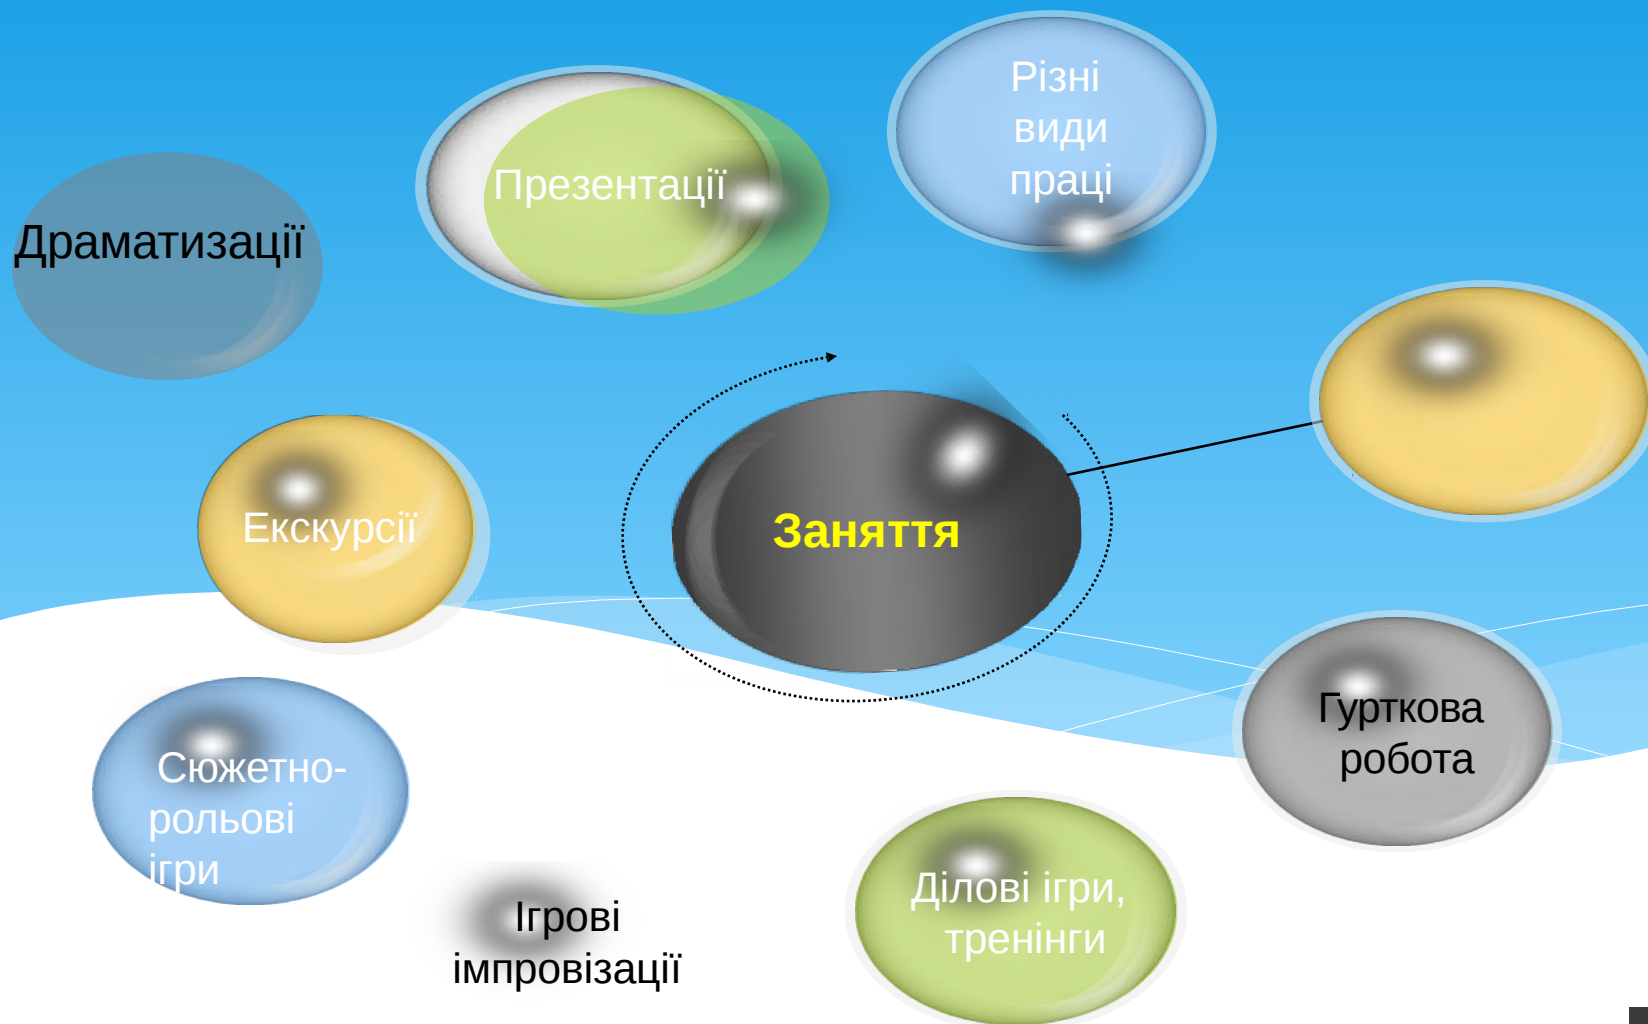 Різні
види
праці
Презентації
Драматизації
Екскурсії
Заняття
Гурткова
робота
Сюжетно-
рольові
ігри
Ділові ігри,
тренінги
Ігрові
імпровізації